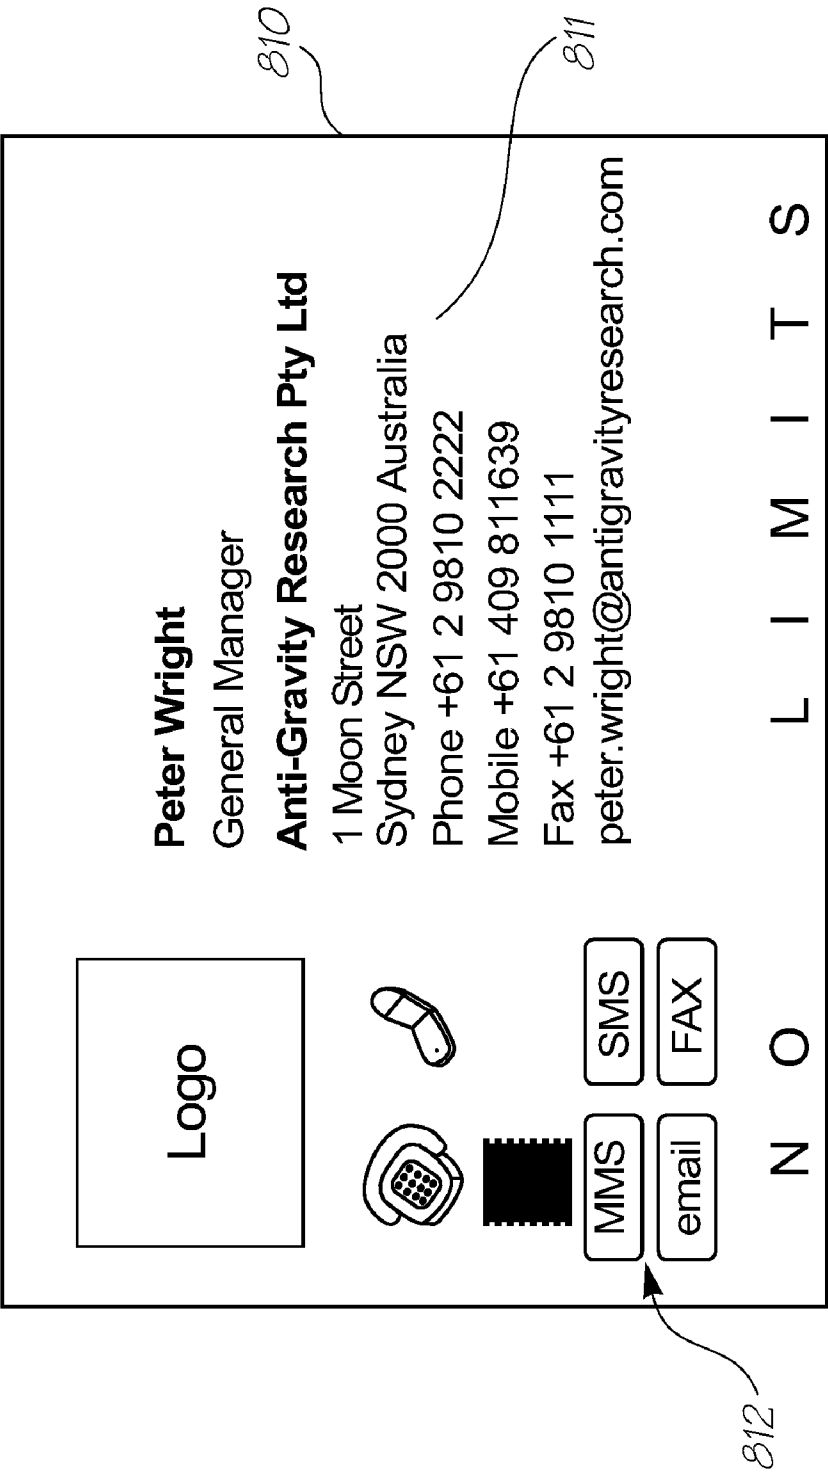 810
811
Logo
Peter Wright
General Manager
Anti-Gravity Research Pty Ltd
1 Moon Street
Sydney NSW 2000 Australia
Phone +61 2 9810 2222
Mobile +61 409 811639
Fax +61 2 9810 1111
peter.wright@antigravityresearch.com
MMS SMS
email FAX
N O L I M I T S
812